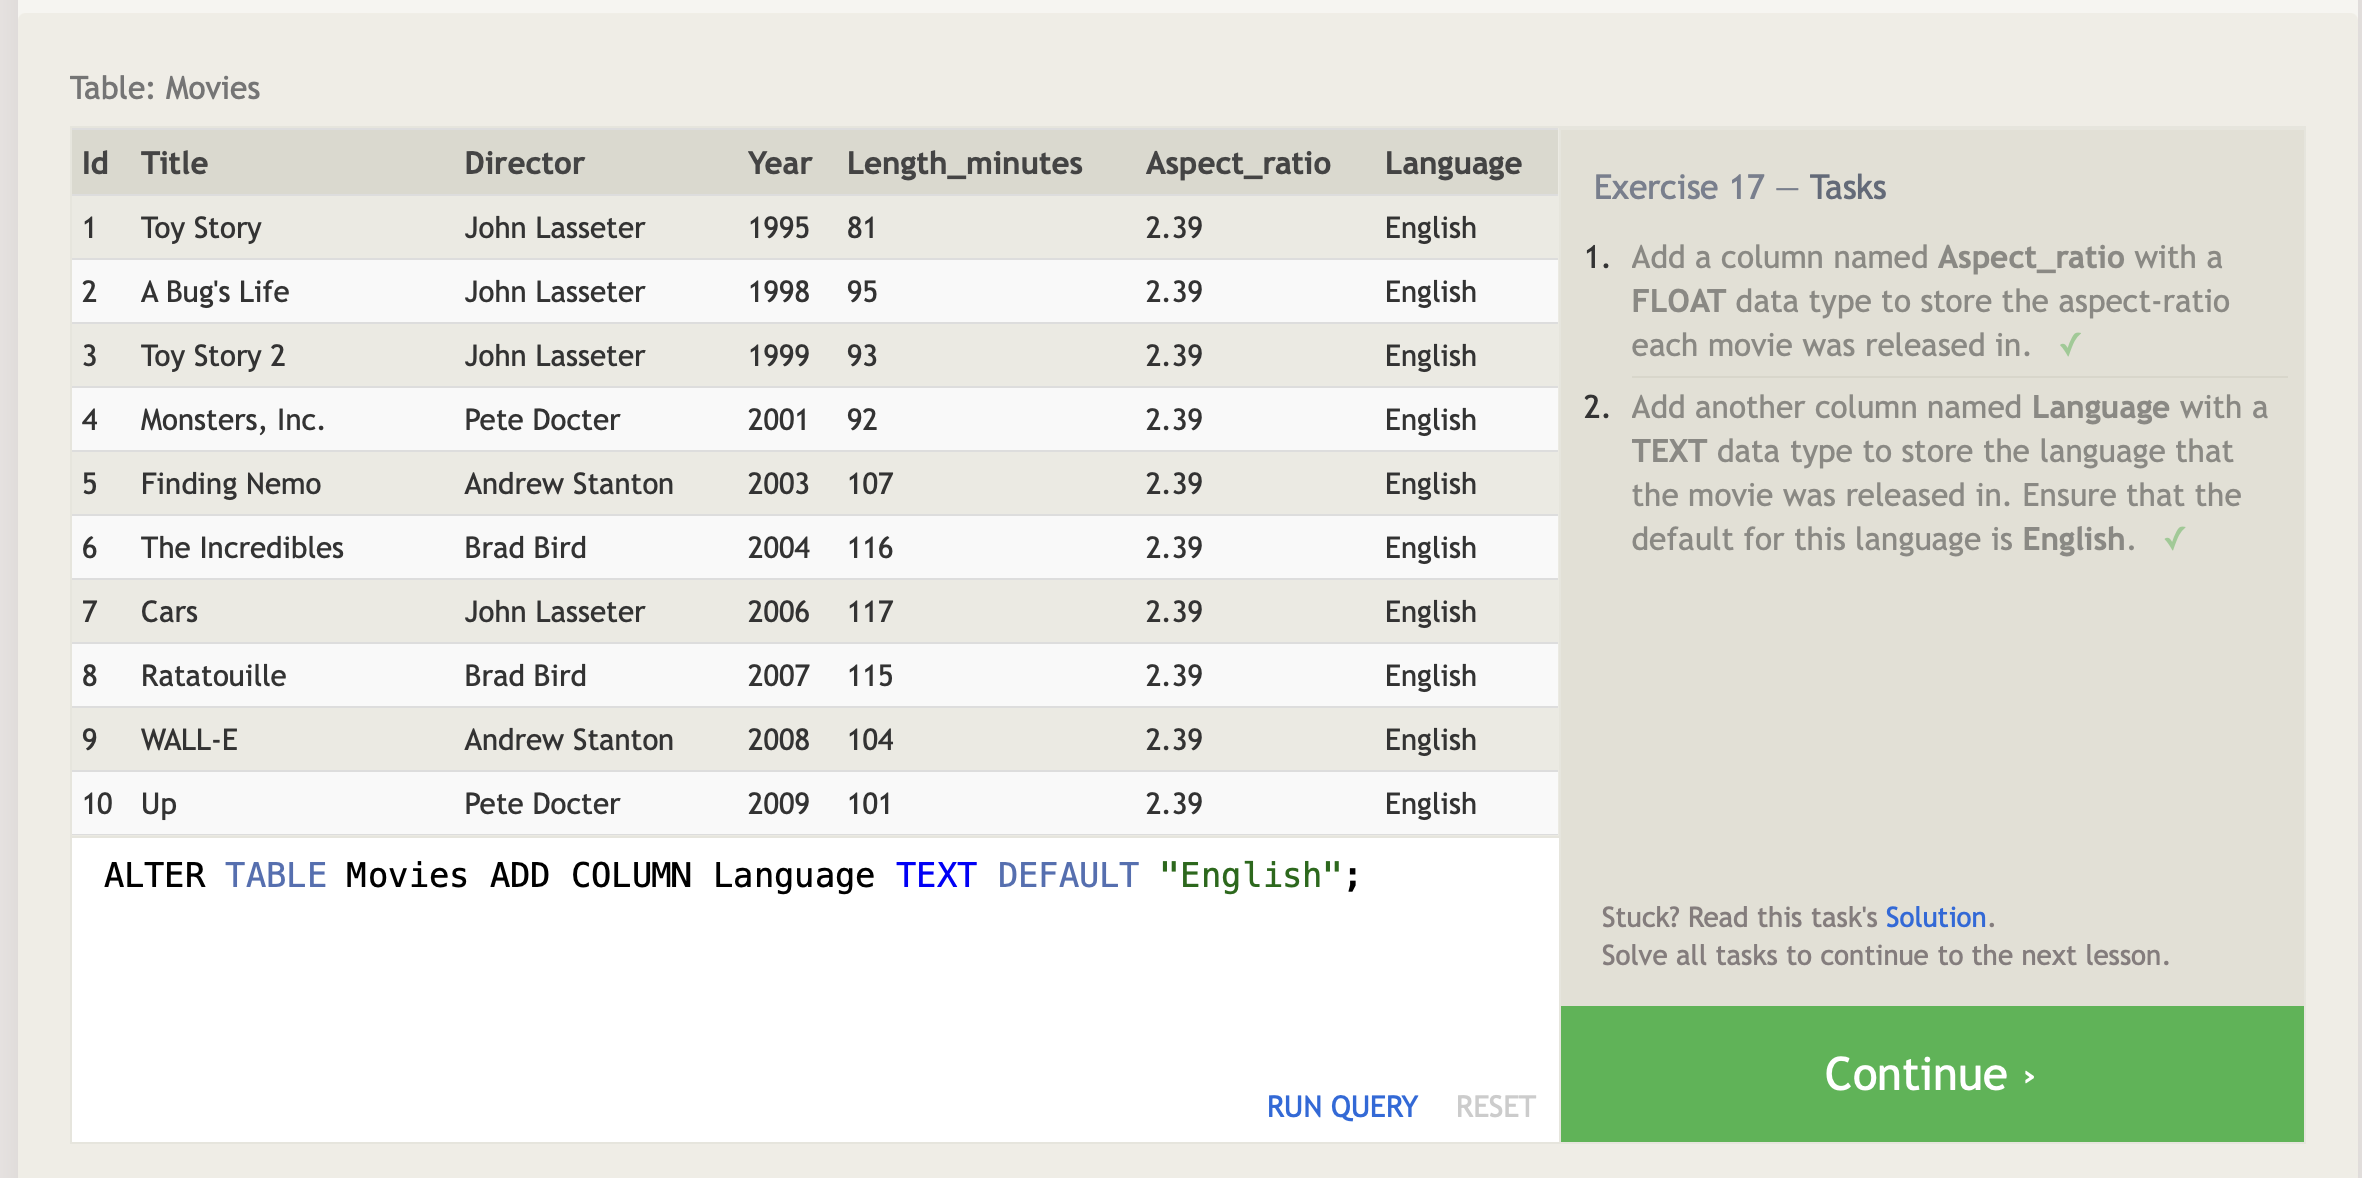 Table: Movies
Id Title Director Year Length_minutes Aspect_ratio Language
1 Toy Story John Lasseter 1995 81 2.39 English
2 A Bug's Life John Lasseter 1998 95 2.39 English
3 Toy Story 2 John Lasseter 1999 93 2.39 English
4 Monsters, Inc. Pete Docter 2001 92 2.39 English
5 Finding Nemo Andrew Stanton 2003 107 2.39 English
6 The Incredibles Brad Bird 2004 116 2.39 English
7 Cars John Lasseter 2006 117 2.39 English
8 Ratatouille Brad Bird 2007 115 2.39 English
9 WALL-E Andrew Stanton 2008 104 2.39 English
10 Up Pete Docter 2009 101 2.39 English
ALTER TABLE Movies ADD COLUMN Language TEXT DEFAULT "English";
RUN QUERY RESET
Exercise 17 — Tasks
1. Add a column named Aspect_ratio with a
FLOAT data type to store the aspect-ratio
each movie was released in. ✓
2. Add another column named Language with a
TEXT data type to store the language that
the movie was released in. Ensure that the
default for this language is English. ✓
Stuck? Read this task's Solution.
Solve all tasks to continue to the next lesson.
Continue ›